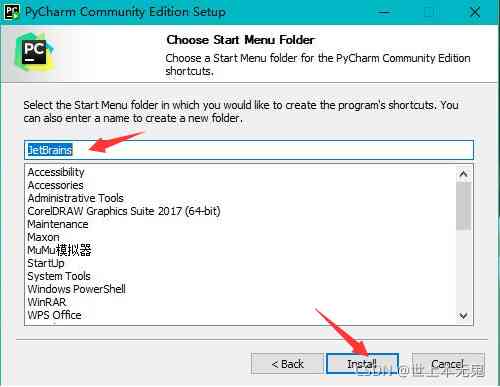 PyCharm Community Edition Setup
PC
Choose Start Menu Folder
Choose a Start Menu folder for the PyCharm Community Edition
shortcuts.
Select the Start Menu folder in which you would like to create the program's shortcuts. You
can also enter a name to create a new folder.
JetBrains
Accessibility
Accessories
Administrative Tools
CorelDRAW Graphics Suite 2017 (64-bit)
Maintenance
Maxon
MuMu模拟器
StartUp
System Tools
Windows PowerShell
WinRAR
WPS Office
< Back
Install
Cancel
CSDN @世上本无鬼